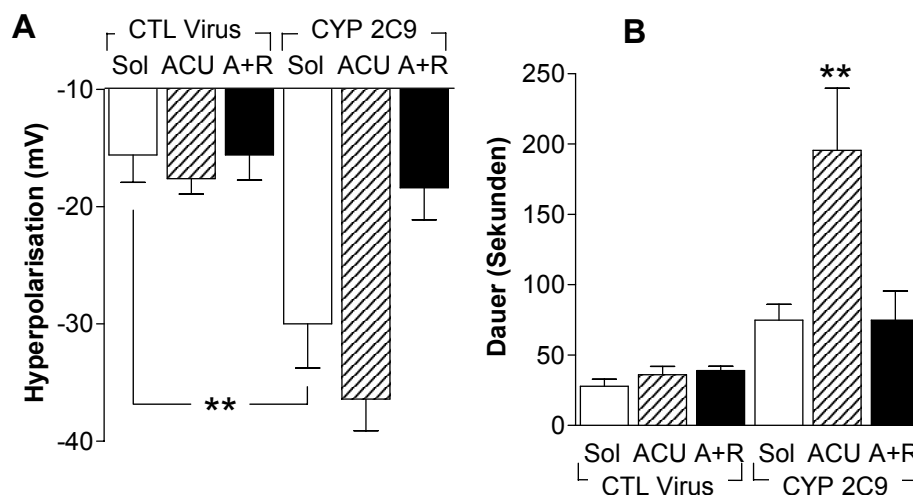 A
CTL Virus CYP 2C9
Sol ACU A+R Sol ACU A+R
-10
-20
-30
-40
Hyperpolarisation (mV)
**
B
250
200
150
100
50
0
Dauer (Sekunden)
**
Sol ACU A+R Sol ACU A+R
CTL Virus CYP 2C9